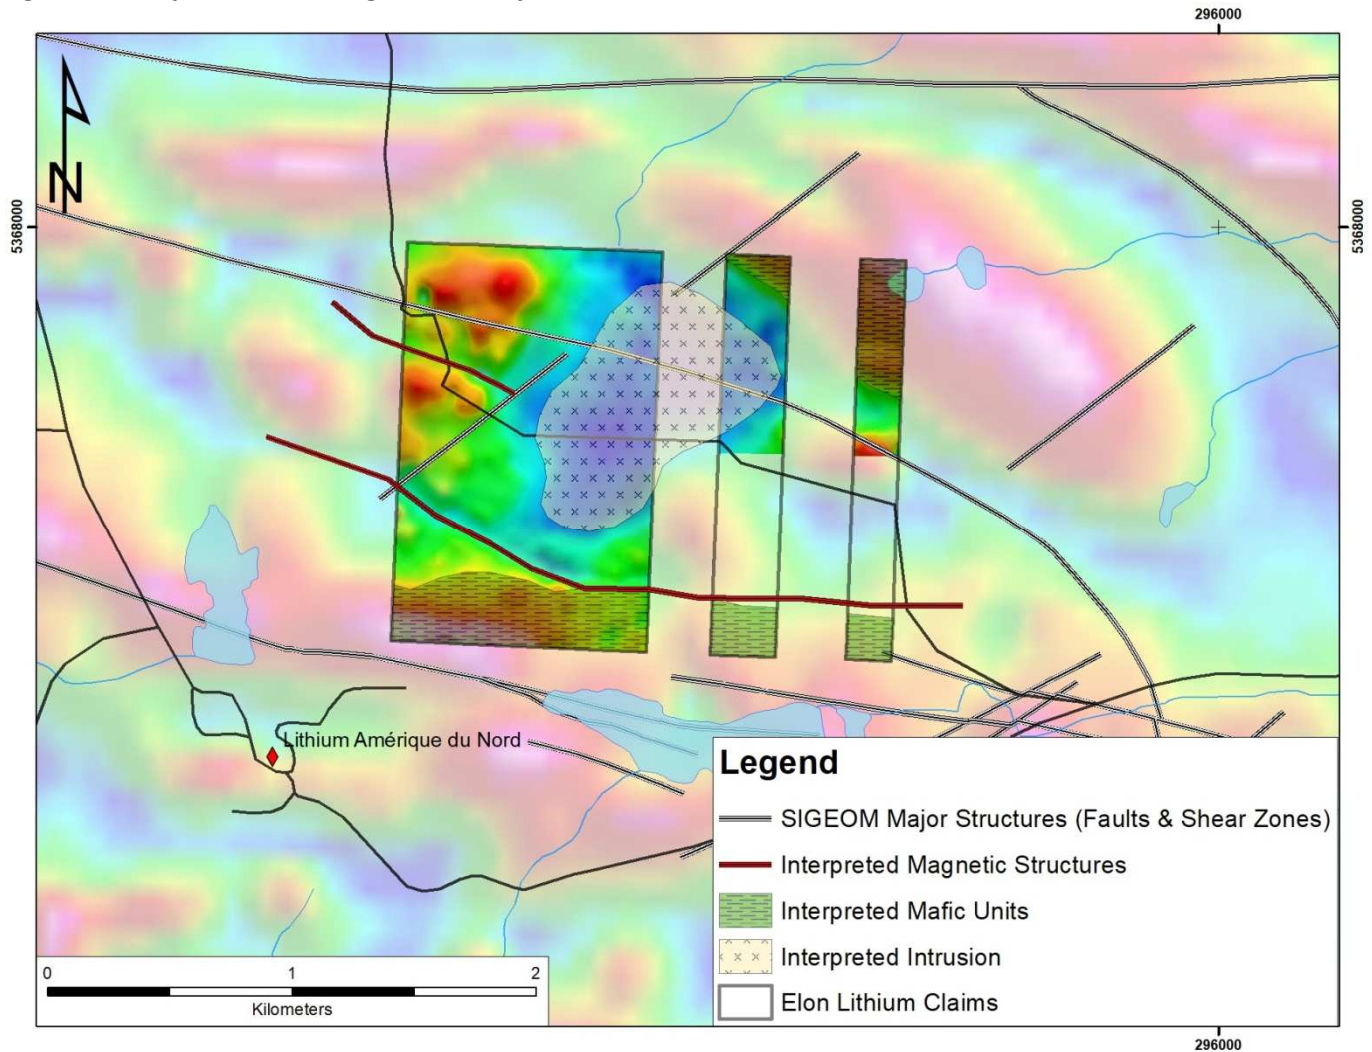 296000
5368000
5368000
N
Lithium Amérique du Nord
Legend
SIGEOM Major Structures (Faults & Shear Zones)
Interpreted Magnetic Structures
Interpreted Mafic Units
Interpreted Intrusion
Elon Lithium Claims
0 1 2
Kilometers
296000